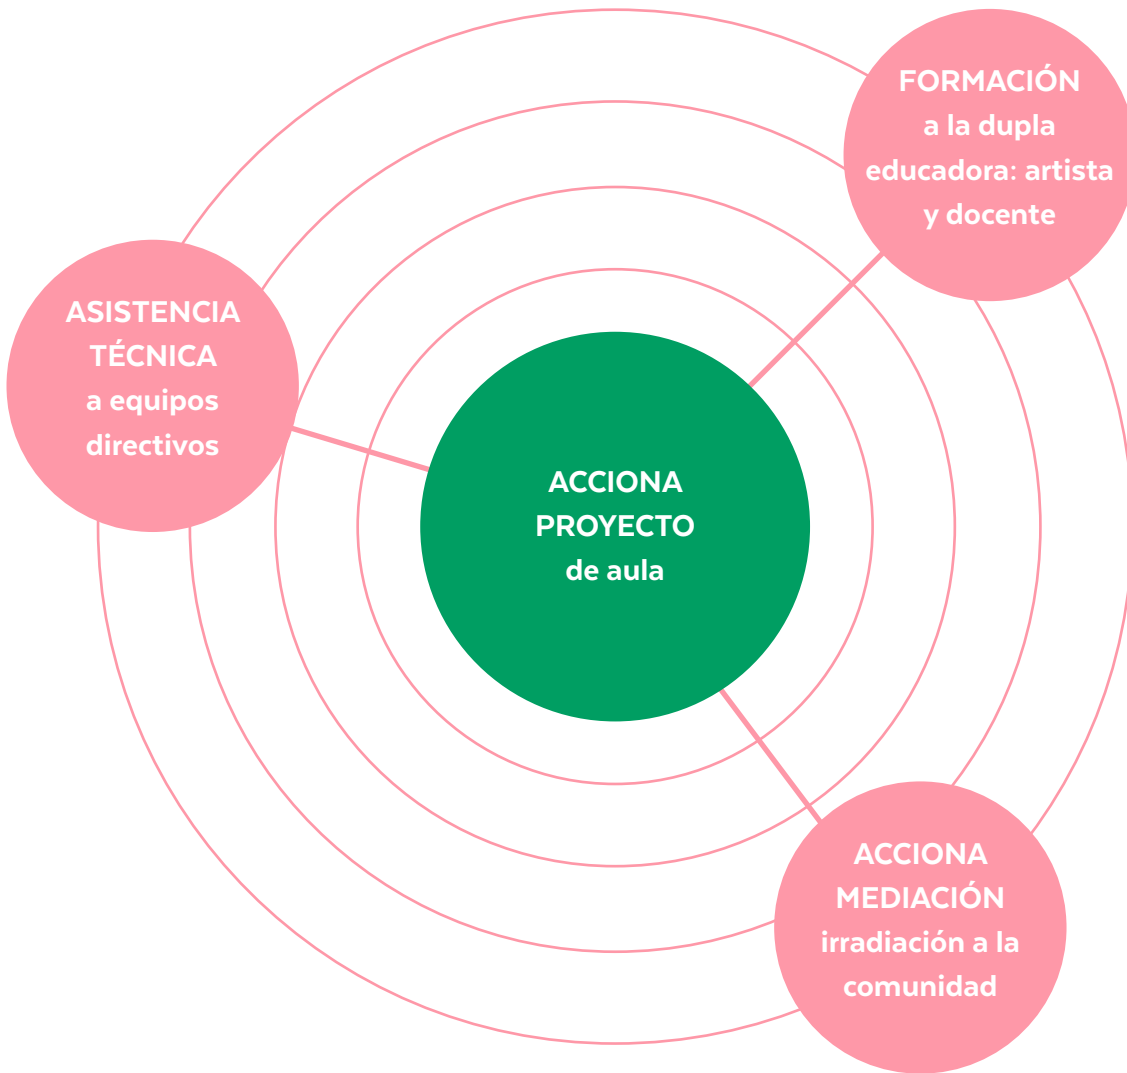 FORMACIÓN
a la dupla
educadora: artista
y docente
ASISTENCIA
TÉCNICA
a equipos
directivos
ACCIONA
PROYECTO
de aula
ACCIONA
MEDIACIÓN
irradiación a la
comunidad